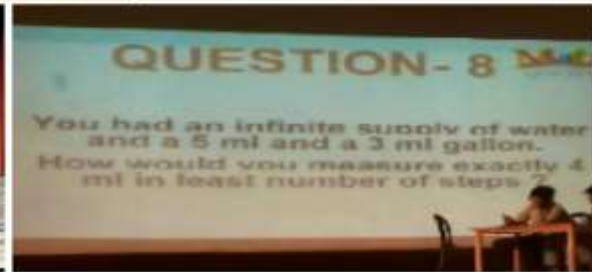 QUESTION- 8
You had an infinite supply of water
and a 5 ml and a 3 ml gallon.
How would you measure exactly 4
ml in least number of steps ?